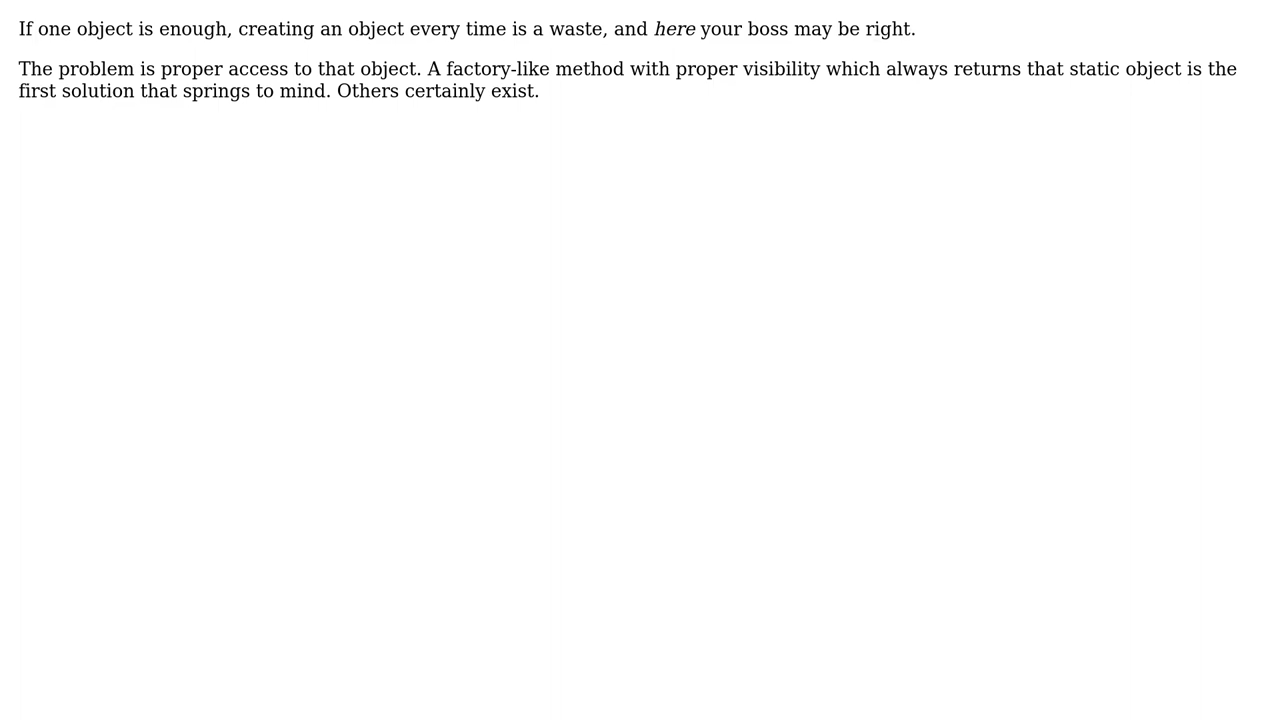 If one object is enough, creating an object every time is a waste, and here your boss may be right.
The problem is proper access to that object. A factory-like method with proper visibility which always returns that static object is the
first solution that springs to mind. Others certainly exist.